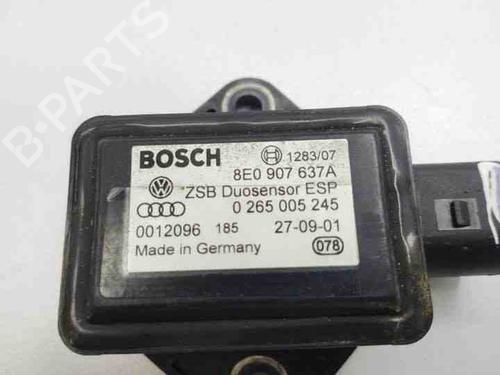 B-PARTS
BOSCH 1283/07
8E0 907 637A
ZSB Duosensor ESP
0 265 005 245
0012096 185 27-09-01
Made in Germany 078